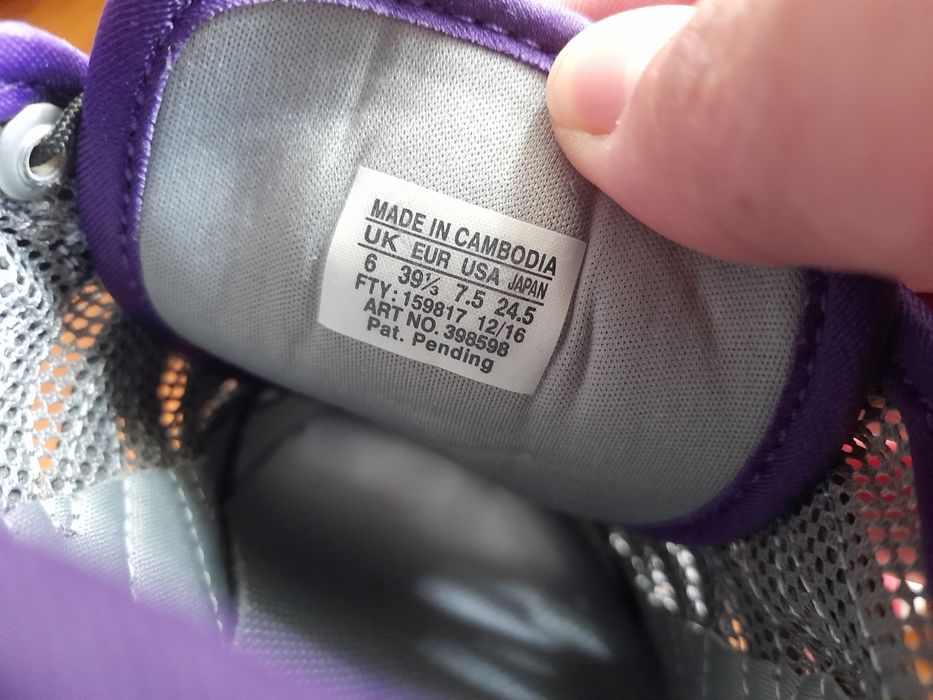 MADE IN CAMBODIA
UK EUR USA JAPAN
6 39⅓ 7.5 24.5
FTY: 159817 12/16
ART NO. 398598
Pat. Pending